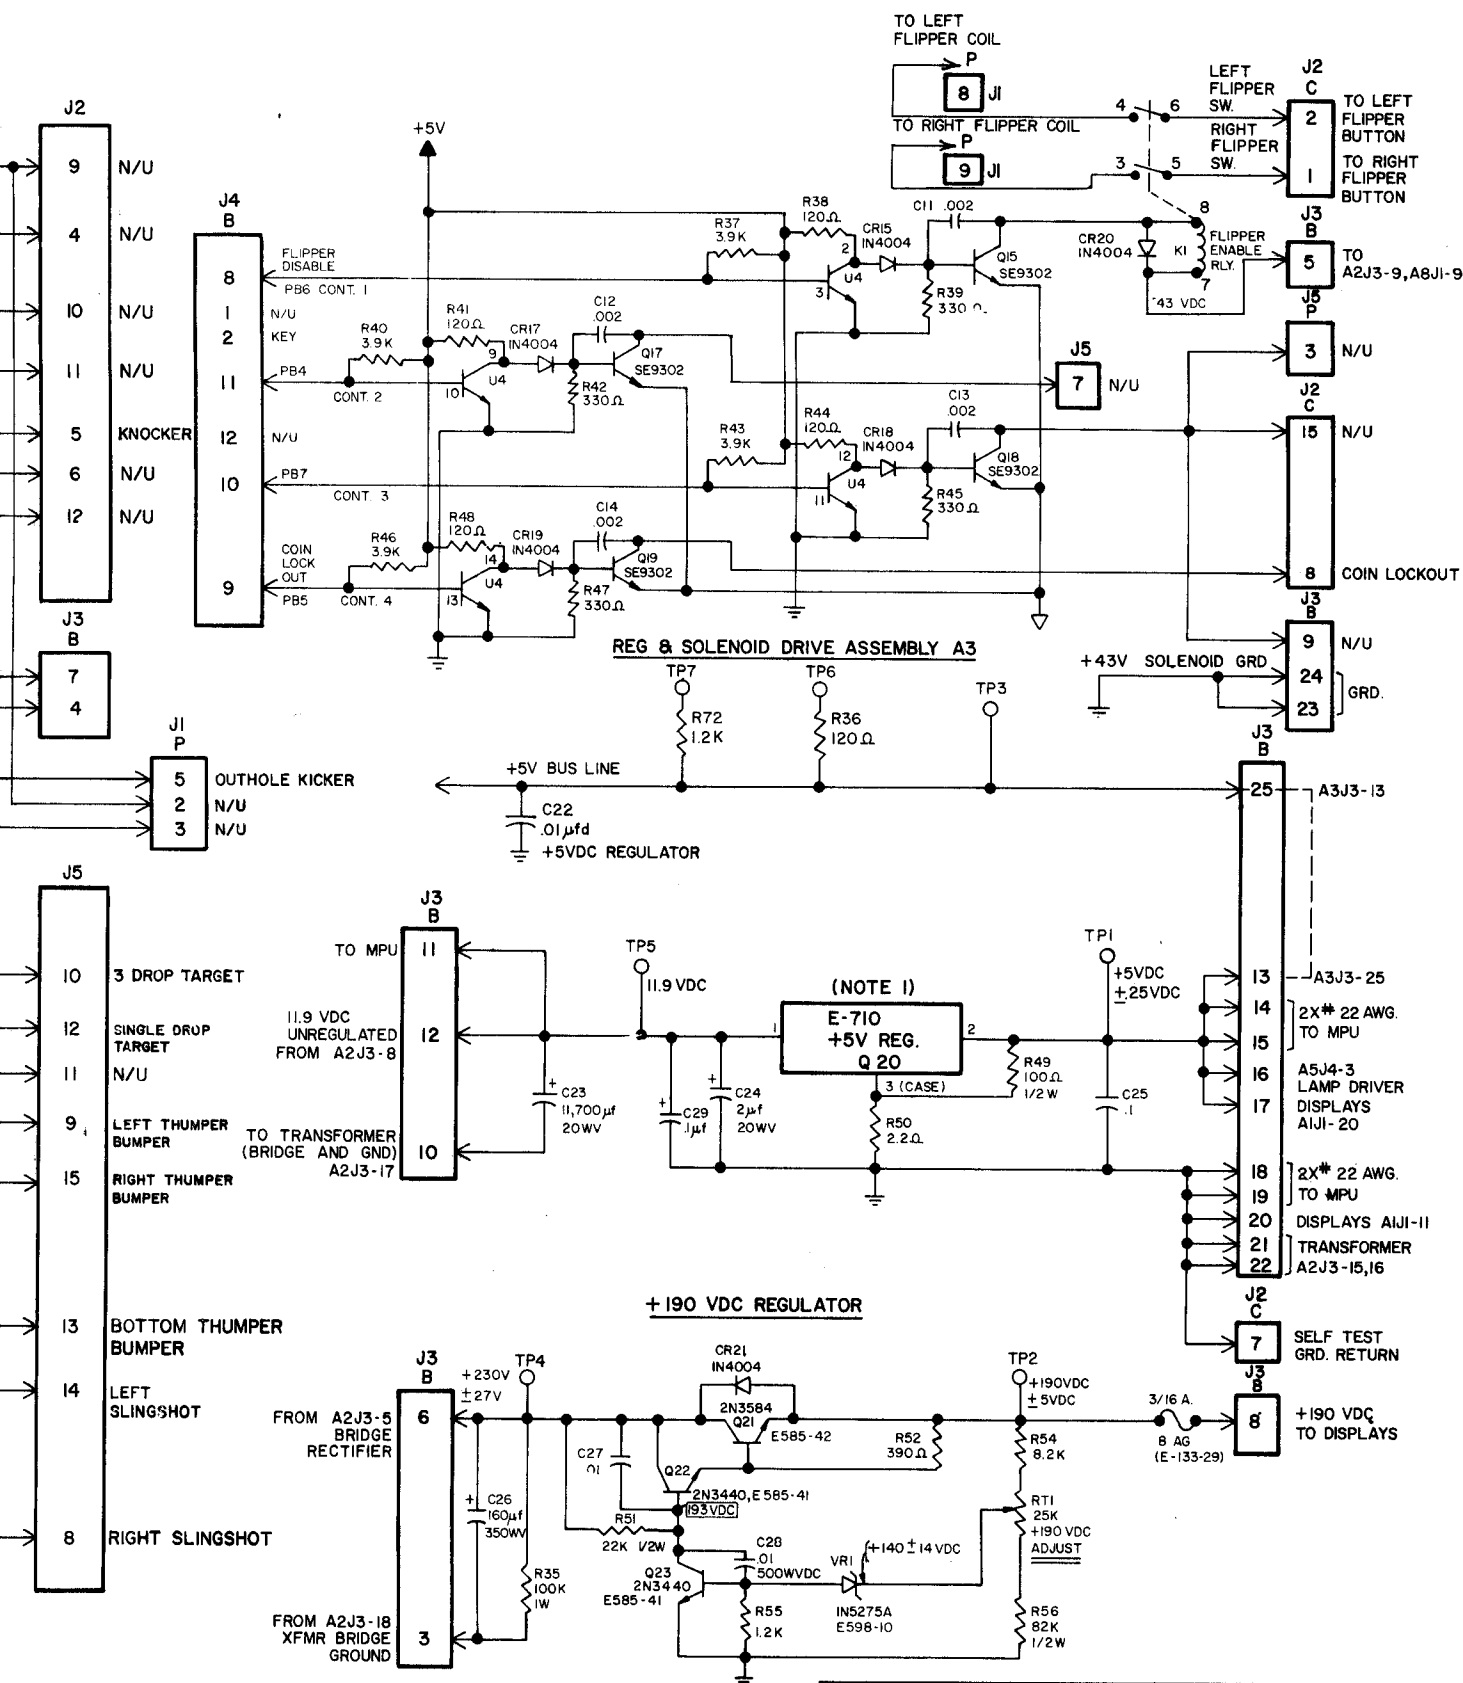 TO LEFT
FLIPPER COIL
P
8 J1
TO RIGHT FLIPPER COIL
P
9 J1
4 6
3 5
LEFT
FLIPPER
SW.
RIGHT
FLIPPER
SW.
J2
C
2
1
TO LEFT
FLIPPER
BUTTON
TO RIGHT
FLIPPER
BUTTON
J2
9 N/U
4 N/U
10 N/U
11 N/U
5 KNOCKER
6 N/U
12 N/U
J3
B
7
4
J4
B
8
1 N/U
2 KEY
11
12 N/U
10
9
FLIPPER
DISABLE
PB6 CONT. 1
PB4
CONT. 2
PB7
CONT. 3
COIN
LOCK
OUT
PB5 CONT. 4
+5V
R40
3.9K
R41
120Ω
CR17
IN4004
C12
.002
9
U4
10
R42
330Ω
Q17
SE9302
R37
3.9K
R38
120Ω
2
U4
3
CR15
IN4004
C11 .002
R39
330 Ω
Q15
SE9302
CR20
IN4004
8
K1
FLIPPER
ENABLE
RLY.
7
43 VDC
J3
B
5
TO
A2J3-9,A8J1-9
J5
P
3 N/U
J5
7 N/U
R43
3.9K
R44
120Ω
12
U4
11
CR18
IN4004
C13
.002
R45
330Ω
Q18
SE9302
R46
3.9K
R48
120Ω
14
U4
13
CR19
IN4004
C14
.002
R47
330Ω
Q19
SE9302
J2
C
15 N/U
8 COIN LOCKOUT
J3
B
9 N/U
24
23
GRD.
+43V SOLENOID GRD
REG & SOLENOID DRIVE ASSEMBLY A3
TP7
R72
1.2K
TP6
R36
120Ω
TP3
J1
P
5 OUTHOLE KICKER
2 N/U
3 N/U
+5V BUS LINE
C22
.01µfd
+5VDC REGULATOR
J3
B
25 A3J3-13
13 A3J3-25
14
15
2X# 22 AWG.
TO MPU
16 A5J4-3
LAMP DRIVER
17 DISPLAYS
A1J1-20
18
19
2X# 22 AWG.
TO MPU
20 DISPLAYS A1J1-11
21
22
TRANSFORMER
A2J3-15,16
J5
10 3 DROP TARGET
12 SINGLE DROP
TARGET
11 N/U
9 LEFT THUMPER
BUMPER
15 RIGHT THUMPER
BUMPER
13 BOTTOM THUMPER
BUMPER
14 LEFT
SLINGSHOT
8 RIGHT SLINGSHOT
J3
B
TO MPU 11
11.9 VDC
UNREGULATED
FROM A2J3-8
12
TO TRANSFORMER
(BRIDGE AND GND)
A2J3-17
10
+
C23
11,700µf
20WV
TP5
11.9 VDC
+
C29
.1µf
+
C24
2µf
20WV
(NOTE 1)
1
E-710
+5V REG.
Q 20
2
3 (CASE)
R50
2.2Ω
R49
100Ω
1/2W
TP1
+5VDC
±.25VDC
C25
.1
J2
C
7
SELF TEST
GRD. RETURN
+190 VDC REGULATOR
J3
B
6
3
FROM A2J3-5
BRIDGE
RECTIFIER
FROM A2J3-18
XFMR BRIDGE
GROUND
+230V
±27V
TP4
+
C26
160µf
350WV
R35
100K
1W
C27
.01
R51
22K 1/2W
CR21
IN4004
2N3584
Q21
E585-42
Q22
2N3440,E585-41
193VDC
Q23
2N3440
E585-41
C28
.01
500WVDC
R55
1.2K
VR1
IN5275A
E598-10
+140±14VDC
R52
390Ω
TP2
+190VDC
±5VDC
R54
8.2K
RT1
25K
+190 VDC
ADJUST
R56
82K
1/2W
3/16 A.
8 AG
(E-133-29)
J3
B
8
+190 VDC
TO DISPLAYS